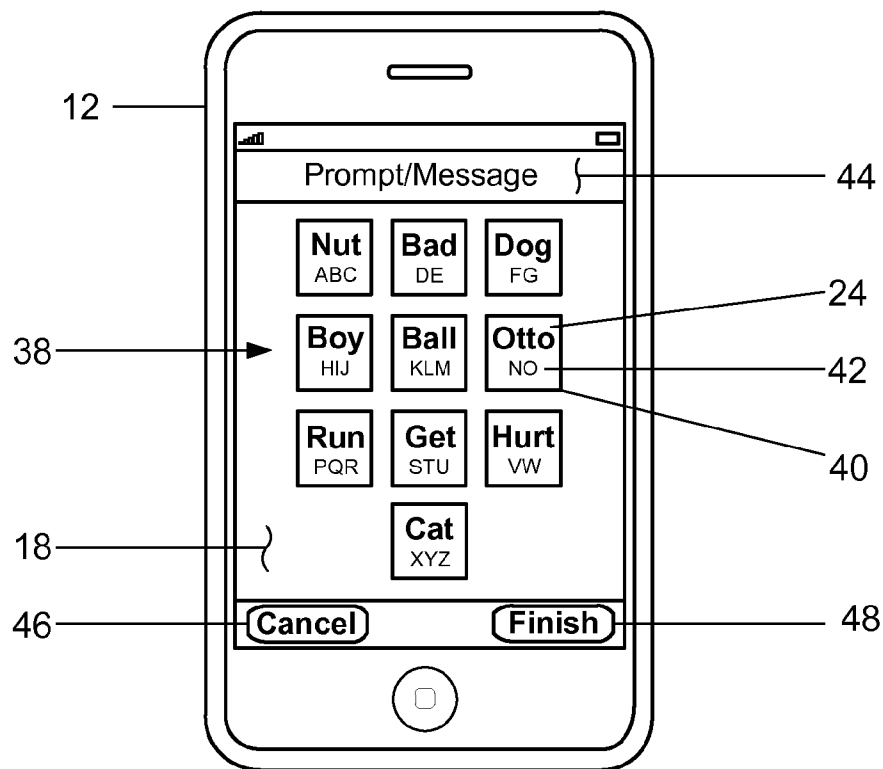 12
Prompt/Message
44
Nut Bad Dog
ABC DE FG
24
38
Boy Ball Otto
HIJ KLM NO
42
Run Get Hurt
PQR STU VW
40
Cat
XYZ
18
46
Cancel Finish
48